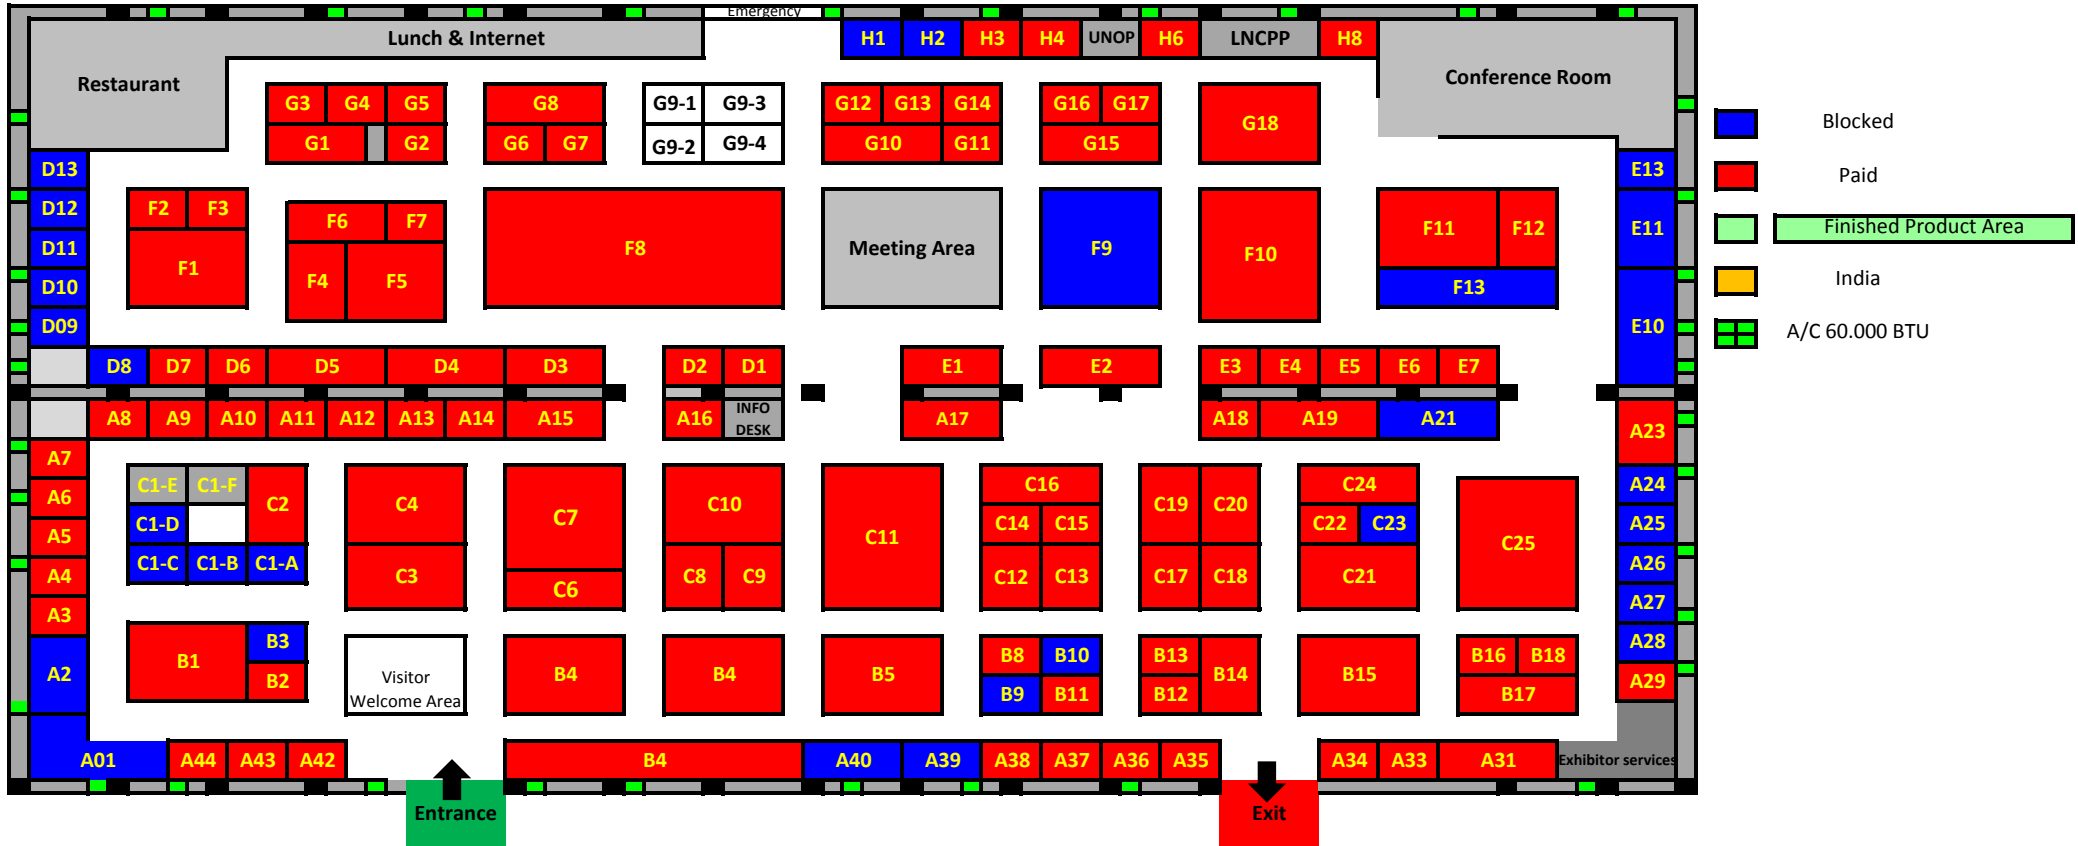 Emergency
Lunch & Internet
H1 H2 H3 H4 UNOP H6 LNCPP H8
Restaurant
Conference Room
G3 G4 G5 G8 G9-1 G9-3 G12 G13 G14 G16 G17
G18
G1 G2 G6 G7 G9-2 G9-4 G10 G11 G15
Blocked
D13 E13
Paid
D12 F2 F3 F6 F7 E11
F11 F12
Finished Product Area
D11 F8 Meeting Area F9 F10
F1 F4 F5
India
D10 F13
D09 E10
A/C 60.000 BTU
D8 D7 D6 D5 D4 D3 D2 D1 E1 E2 E3 E4 E5 E6 E7
A8 A9 A10 A11 A12 A13 A14 A15 A16 INFO
DESK
A17 A18 A19 A21 A23
A7
A6 C1-E C1-F C2 C4 C7 C10 C16 C19 C20 C24 A24
A5 C1-D C11 C14 C15 C22 C23 C25 A25
A4 C1-C C1-B C1-A C3 C6 C8 C9 C12 C13 C17 C18 C21 A26
A3 A27
A2 B1 B3 B4 B4 B5 B8 B10 B13 B14 B15 B16 B18 A28
B2 B9 B11 B12 B17 A29
Visitor
Welcome Area
A01 A44 A43 A42 B4 A40 A39 A38 A37 A36 A35 A34 A33 A31 Exhibitor services
Entrance Exit